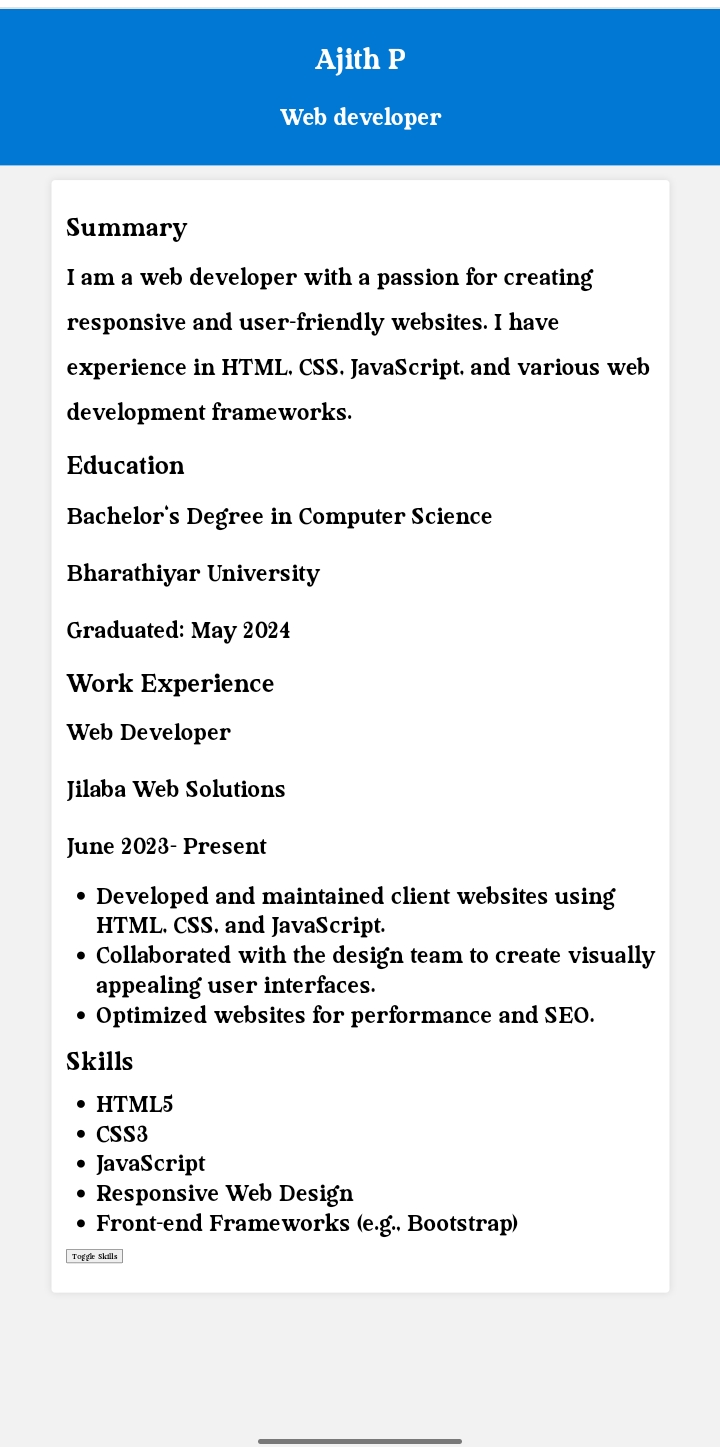 Ajith P
Web developer
Summary
I am a web developer with a passion for creating
responsive and user-friendly websites. I have
experience in HTML, CSS, JavaScript, and various web
development frameworks.
Education
Bachelor's Degree in Computer Science
Bharathiyar University
Graduated: May 2024
Work Experience
Web Developer
Jilaba Web Solutions
June 2023- Present
• Developed and maintained client websites using
HTML, CSS, and JavaScript.
• Collaborated with the design team to create visually
appealing user interfaces.
• Optimized websites for performance and SEO.
Skills
• HTML5
• CSS3
• JavaScript
• Responsive Web Design
• Front-end Frameworks (e.g., Bootstrap)
Toggle Skills